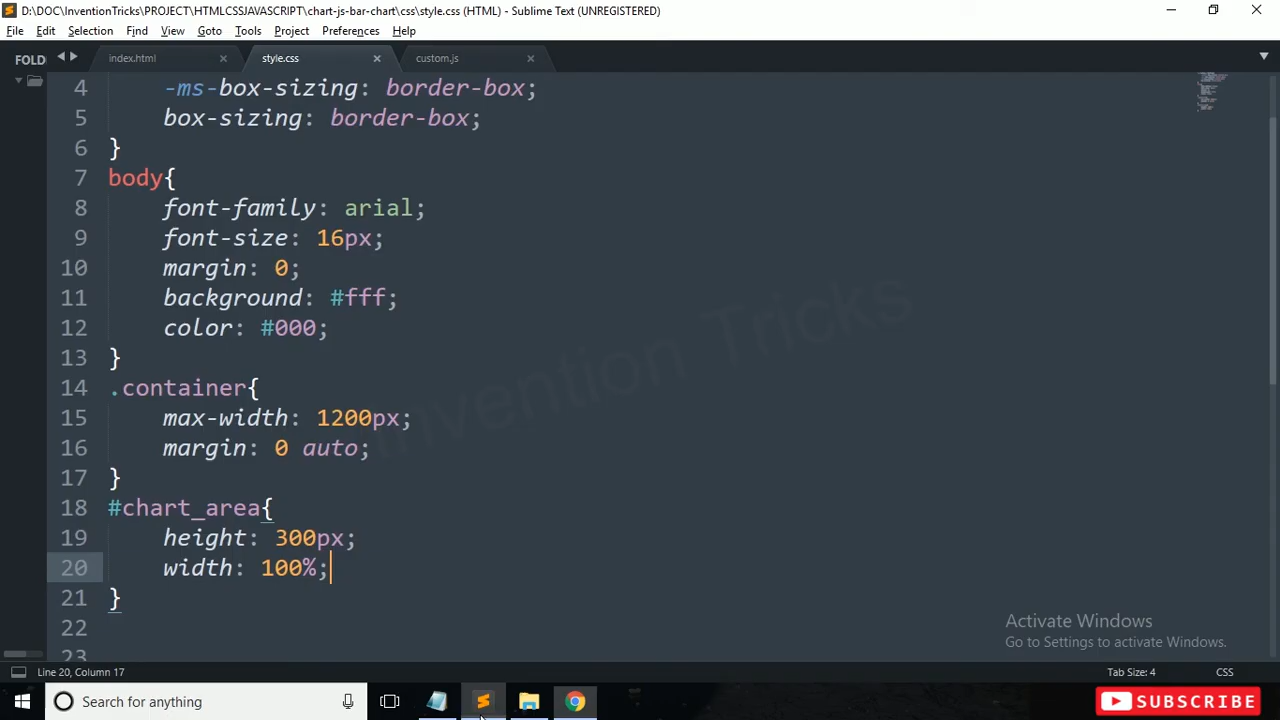 D:\DOC\InventionTricks\PROJECT\HTMLCSSJAVASCRIPT\chart-js-bar-chart\css\style.css (HTML) - Sublime Text (UNREGISTERED)
File Edit Selection Find View Goto Tools Project Preferences Help
FOLD index.html style.css custom.js
4 -ms-box-sizing: border-box;
5 box-sizing: border-box;
6 }
7 body{
8 font-family: arial;
9 font-size: 16px;
10 margin: 0;
11 background: #fff;
12 color: #000;
13 }
14 .container{
15 max-width: 1200px;
16 margin: 0 auto;
17 }
18 #chart_area{
19 height: 300px;
20 width: 100%;
21 }
22
23
Invention Tricks
Activate Windows
Go to Settings to activate Windows.
Line 20, Column 17 Tab Size: 4 CSS
Search for anything
SUBSCRIBE